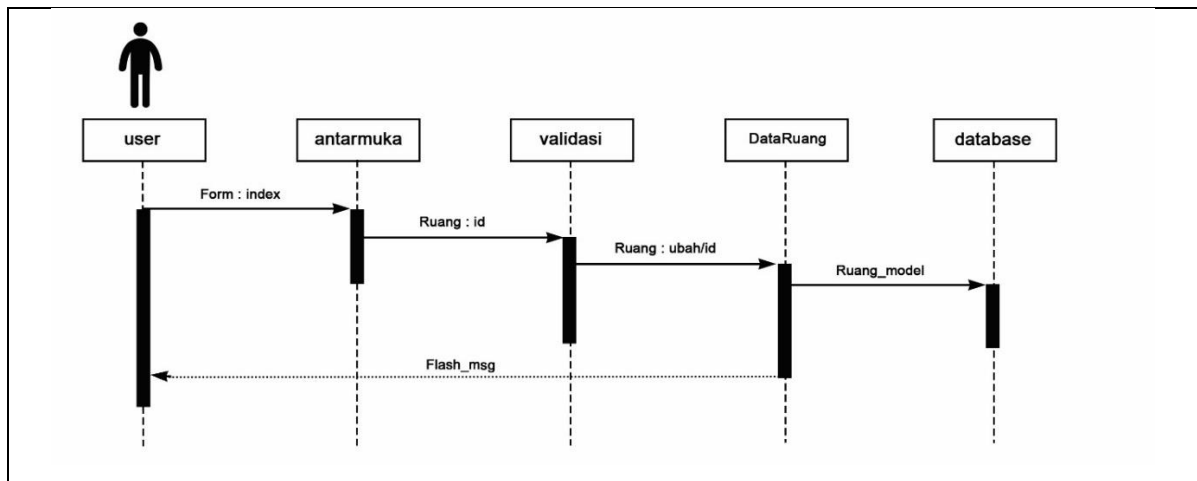 user
antarmuka
validasi
DataRuang
database
Form : index
Ruang : id
Ruang : ubah/id
Ruang_model
Flash_msg